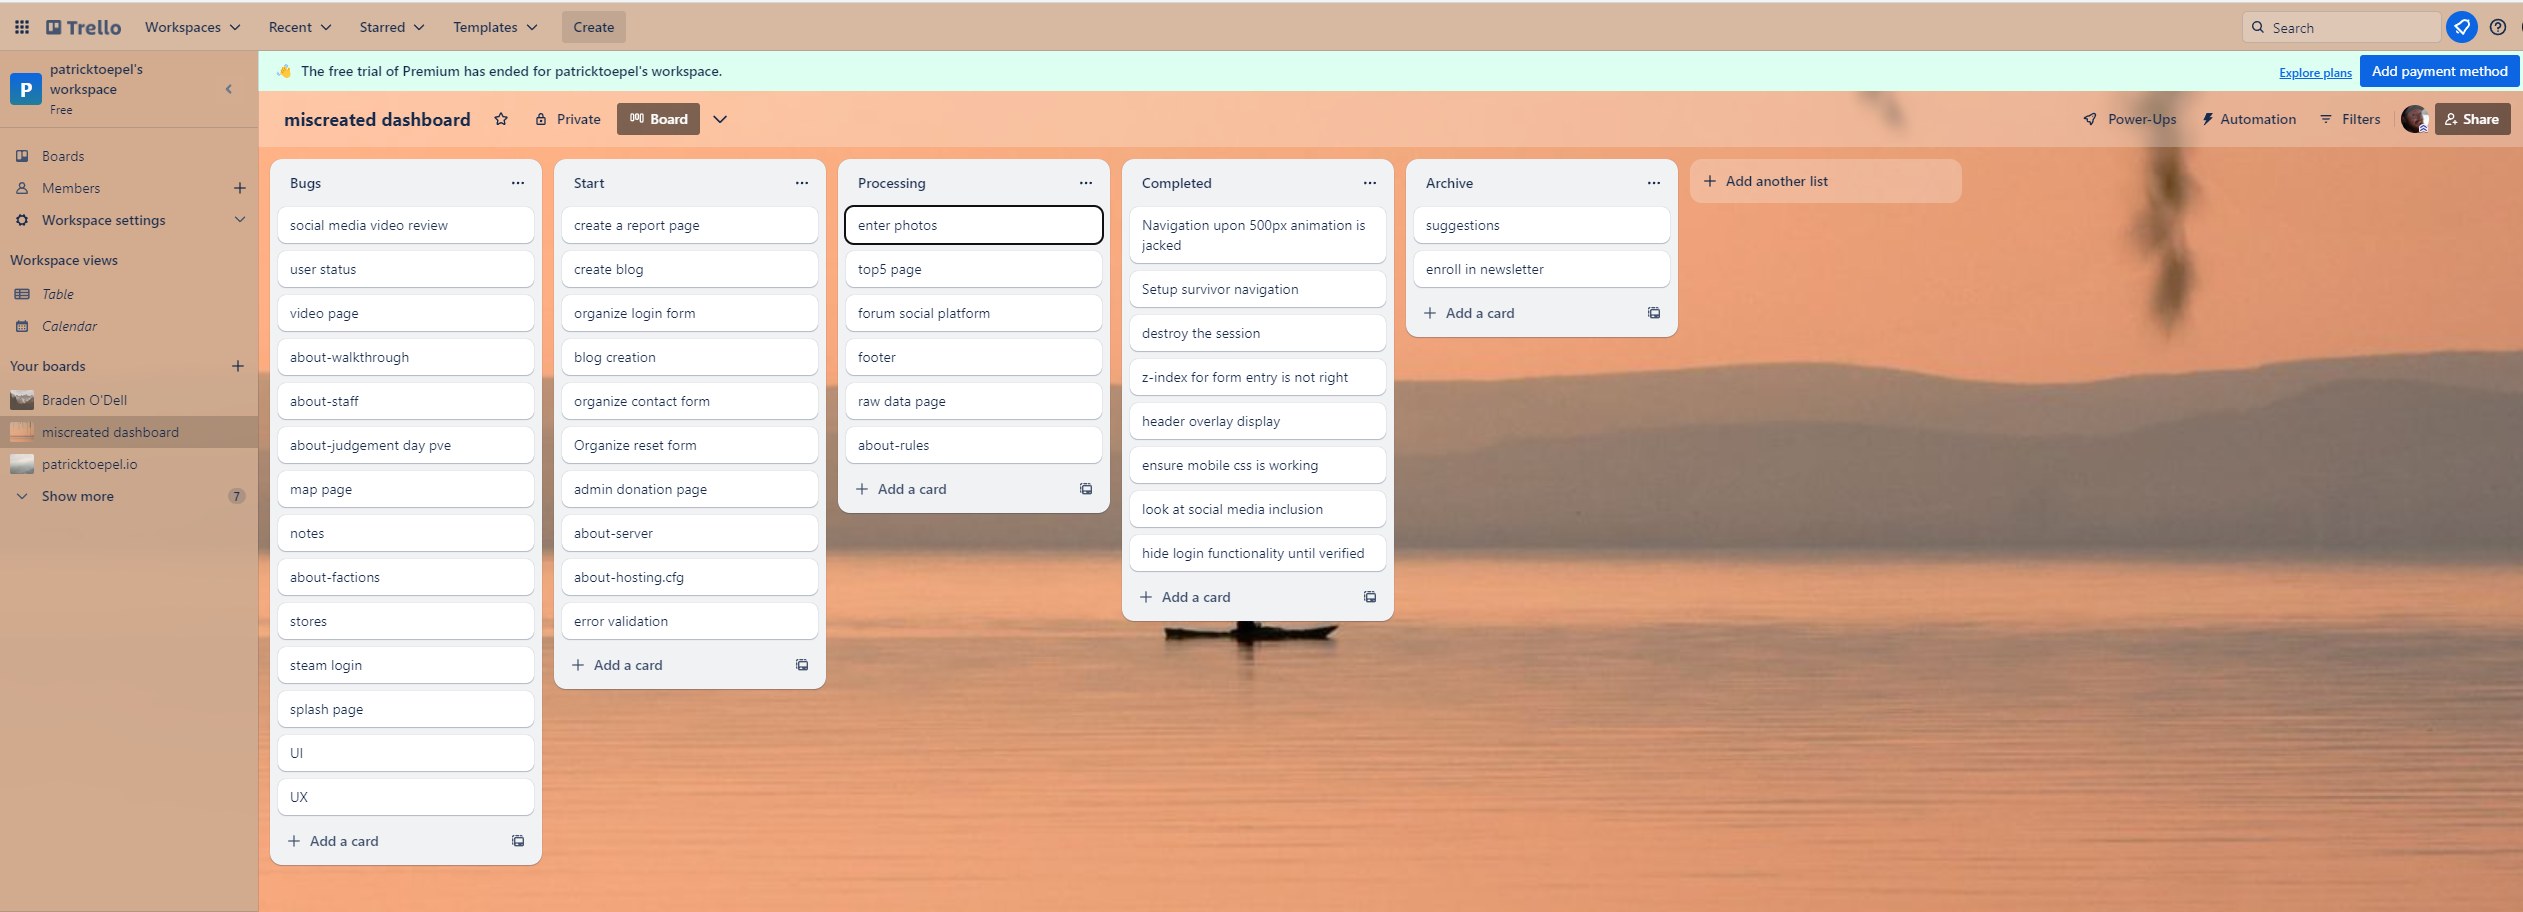 Trello
Workspaces
Recent
Starred
Templates
Create
Search
P
patricktoepel's
workspace
Free
Boards
Members
Workspace settings
Workspace views
Table
Calendar
Your boards
Braden O'Dell
miscreated dashboard
patricktoepel.io
Show more
7
The free trial of Premium has ended for patricktoepel's workspace.
Explore plans
Add payment method
miscreated dashboard
Private
Board
Power-Ups
Automation
Filters
Share
Bugs
social media video review
user status
video page
about-walkthrough
about-staff
about-judgement day pve
map page
notes
about-factions
stores
steam login
splash page
UI
UX
Add a card
Start
create a report page
create blog
organize login form
blog creation
organize contact form
Organize reset form
admin donation page
about-server
about-hosting.cfg
error validation
Add a card
Processing
enter photos
top5 page
forum social platform
footer
raw data page
about-rules
Add a card
Completed
Navigation upon 500px animation is
jacked
Setup survivor navigation
destroy the session
z-index for form entry is not right
header overlay display
ensure mobile css is working
look at social media inclusion
hide login functionality until verified
Add a card
Archive
suggestions
enroll in newsletter
Add a card
Add another list